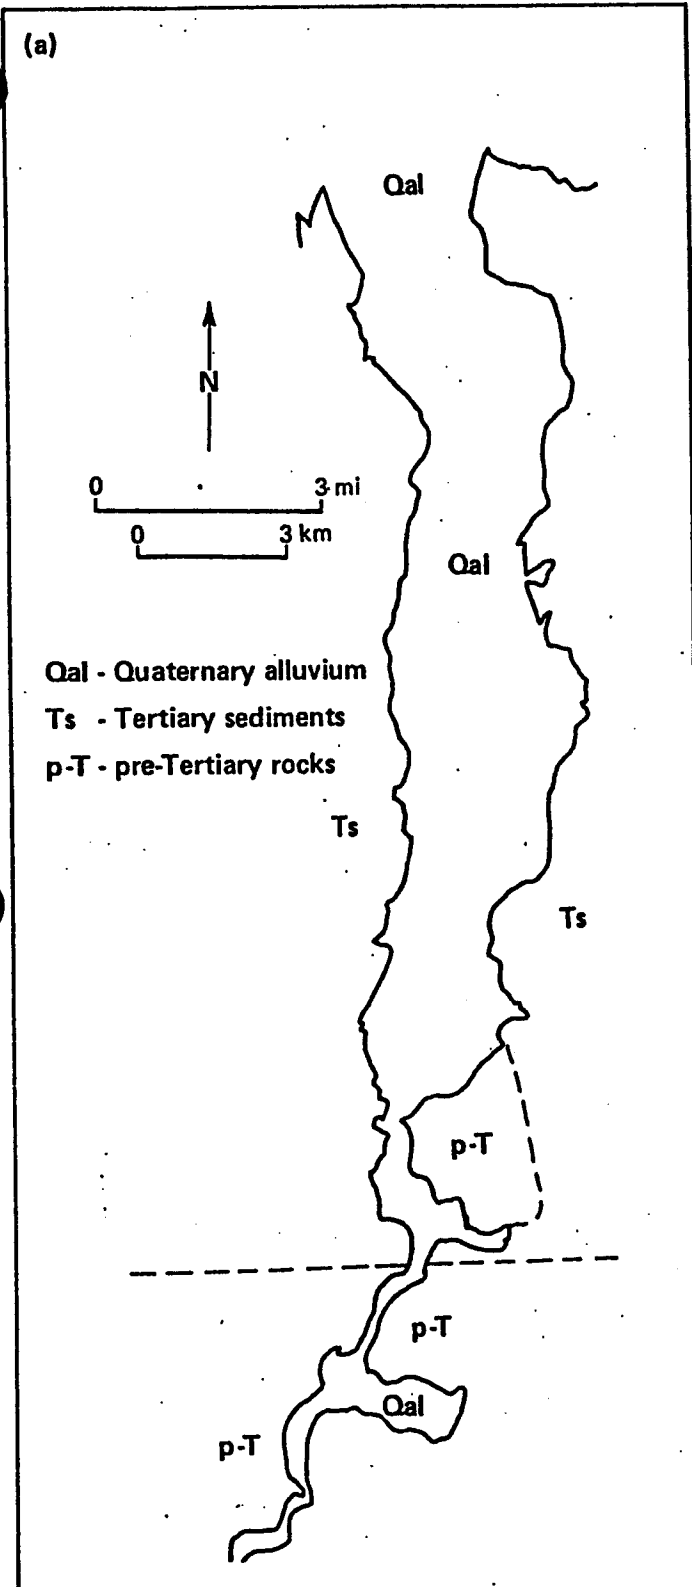 (a)
Qal
N
0 3 mi
0 3 km
Qal
Qal - Quaternary alluvium
Ts - Tertiary sediments
p-T - pre-Tertiary rocks
Ts
Ts
p-T
p-T
Qal
p-T